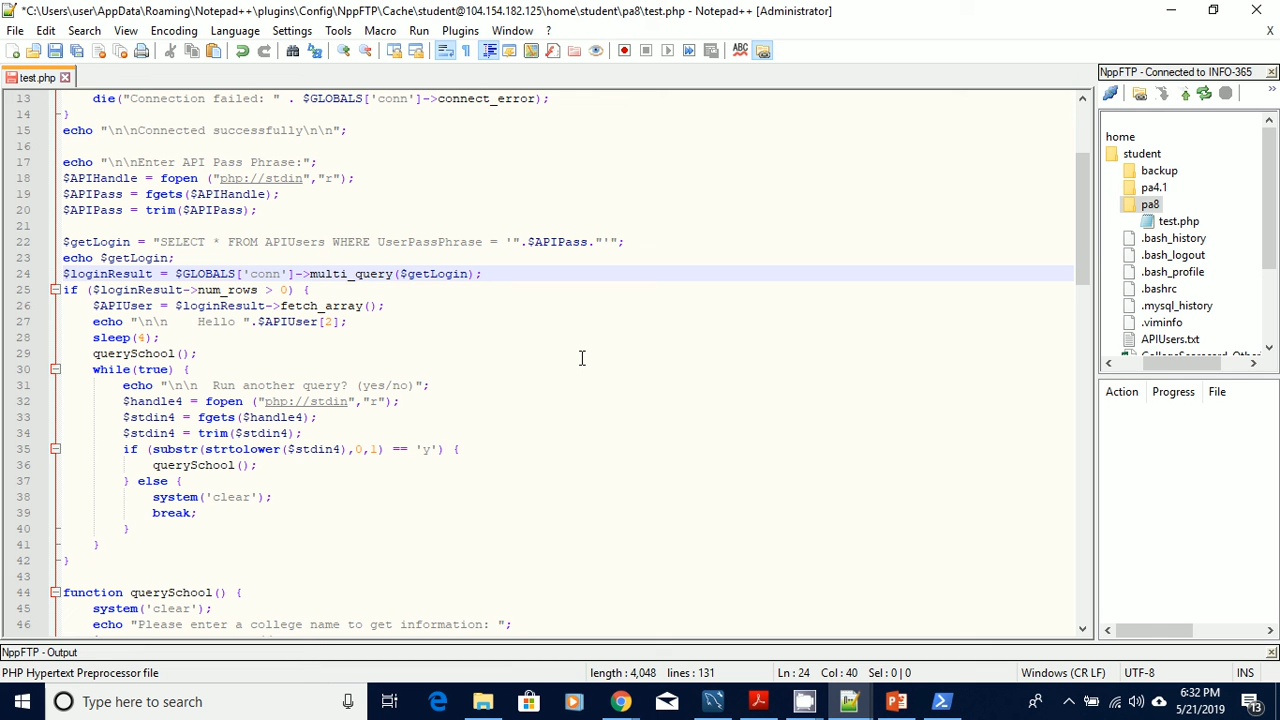 *C:\Users\user\AppData\Roaming\Notepad++\plugins\Config\NppFTP\Cache\student@104.154.182.125\home\student\pa8\test.php - Notepad++ [Administrator]
File Edit Search View Encoding Language Settings Tools Macro Run Plugins Window ? X
test.php
NppFTP - Connected to INFO-365
13 die("Connection failed: " . $GLOBALS['conn']->connect_error);
14 }
15 echo "\n\nConnected successfully\n\n";
16
17 echo "\n\nEnter API Pass Phrase:";
18 $APIHandle = fopen ("php://stdin","r");
19 $APIPass = fgets($APIHandle);
20 $APIPass = trim($APIPass);
21
22 $getLogin = "SELECT * FROM APIUsers WHERE UserPassPhrase = '".$APIPass."'";
23 echo $getLogin;
24 $loginResult = $GLOBALS['conn']->multi_query($getLogin);
25 if ($loginResult->num_rows > 0) {
26 $APIUser = $loginResult->fetch_array();
27 echo "\n\n    Hello ".$APIUser[2];
28 sleep(4);
29 querySchool();
30 while(true) {
31 echo "\n\n  Run another query? (yes/no)";
32 $handle4 = fopen ("php://stdin","r");
33 $stdin4 = fgets($handle4);
34 $stdin4 = trim($stdin4);
35 if (substr(strtolower($stdin4),0,1) == 'y') {
36 querySchool();
37 } else {
38 system('clear');
39 break;
40 }
41 }
42 }
43
44 function querySchool() {
45 system('clear');
46 echo "Please enter a college name to get information: ";
home
student
backup
pa4.1
pa8
test.php
.bash_history
.bash_logout
.bash_profile
.bashrc
.mysql_history
.viminfo
APIUsers.txt
Action Progress File
NppFTP - Output
PHP Hypertext Preprocessor file length : 4,048 lines : 131 Ln : 24 Col : 40 Sel : 0 | 0 Windows (CR LF) UTF-8 INS
Type here to search
6:32 PM
5/21/2019
13